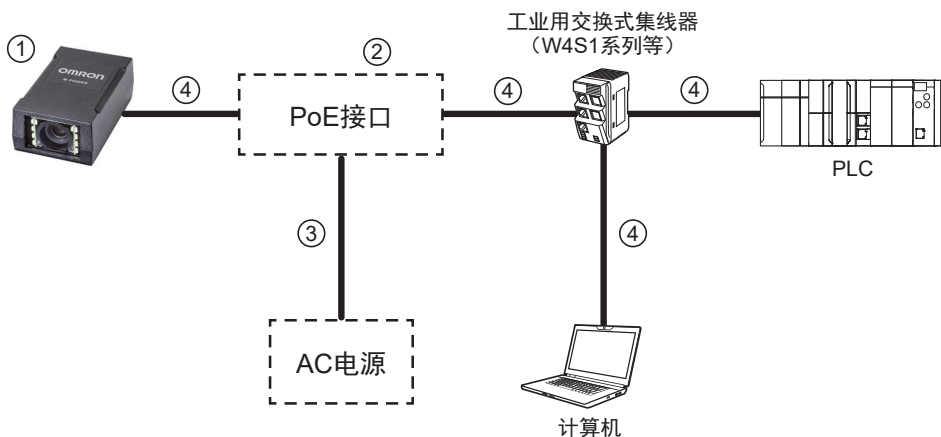 工业用交换式集线器
（W4S1系列等）
①
②
OMRON
④
PoE接口
④
④
PLC
③
④
AC电源
计算机